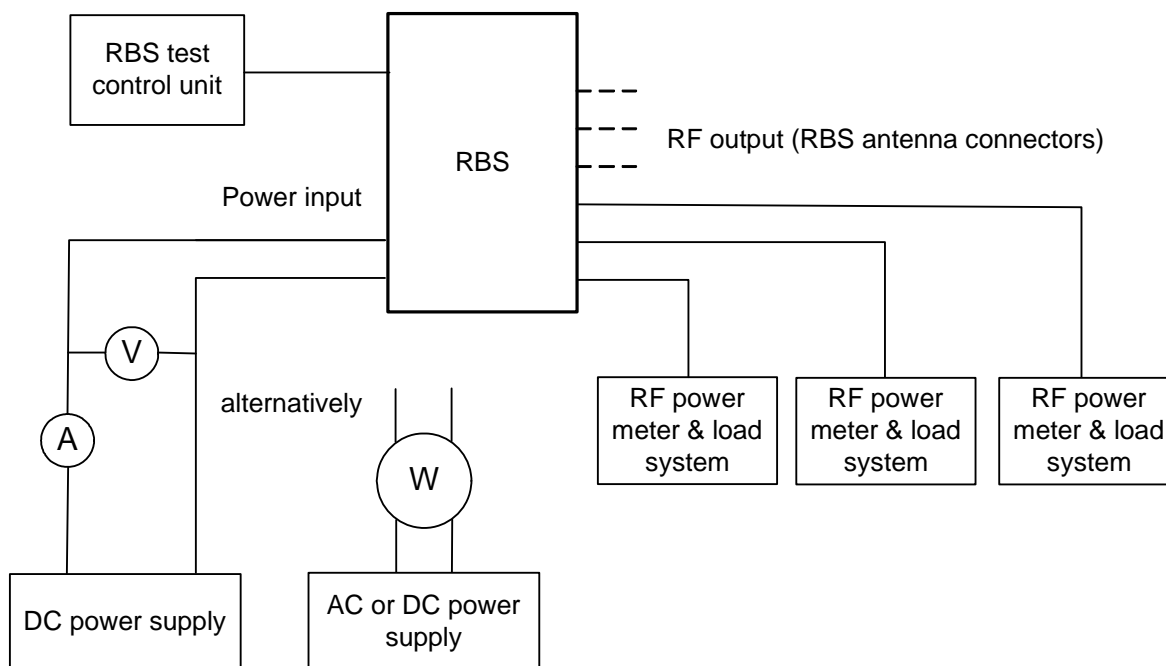 RBS test
control unit
RBS
RF output (RBS antenna connectors)
Power input
V
A
alternatively
W
RF power
meter & load
system
RF power
meter & load
system
RF power
meter & load
system
DC power supply
AC or DC power
supply